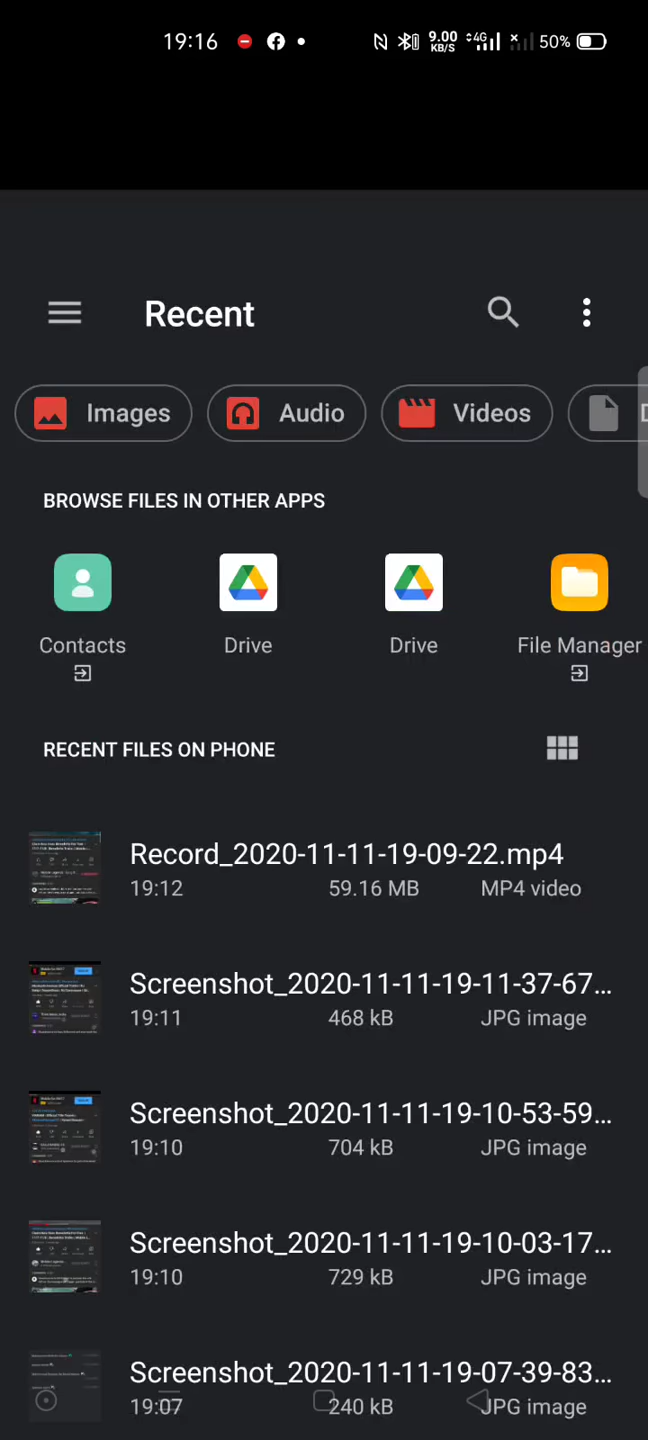 19:16 9.00 KB/S 4G 50%
Recent
Images Audio Videos
BROWSE FILES IN OTHER APPS
Contacts Drive Drive File Manager
RECENT FILES ON PHONE
Record_2020-11-11-19-09-22.mp4
19:12 59.16 MB MP4 video
Screenshot_2020-11-11-19-11-37-67...
19:11 468 kB JPG image
Screenshot_2020-11-11-19-10-53-59...
19:10 704 kB JPG image
Screenshot_2020-11-11-19-10-03-17...
19:10 729 kB JPG image
Screenshot_2020-11-11-19-07-39-83...
19:07 240 kB JPG image